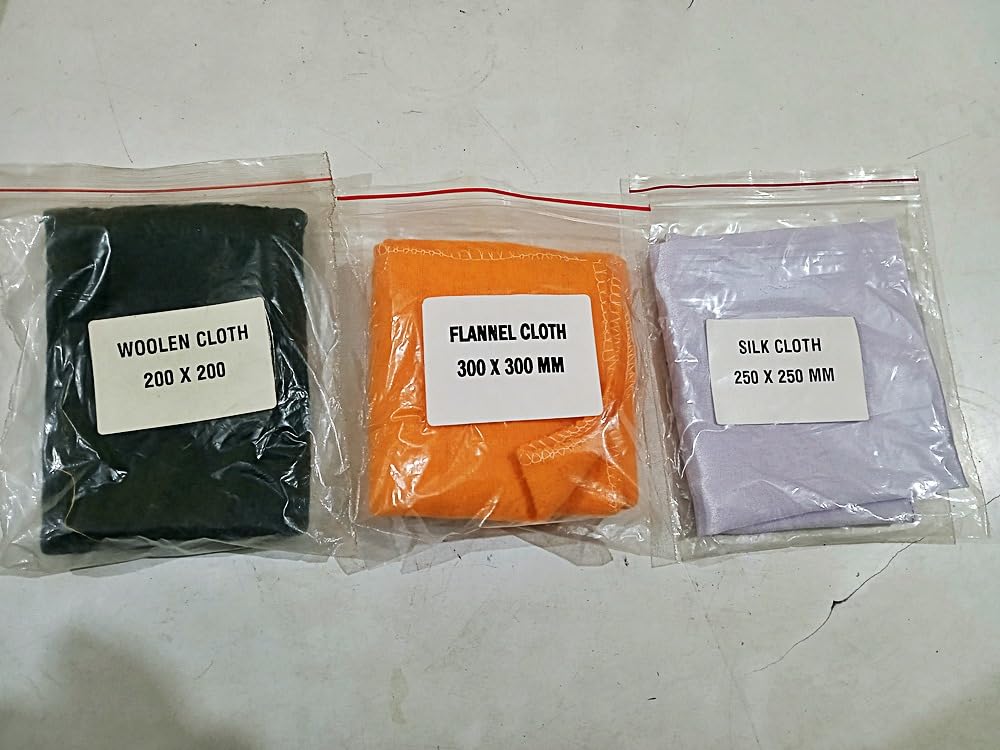 WOOLEN CLOTH
200 X 200
FLANNEL CLOTH
300 X 300 MM
SILK CLOTH
250 X 250 MM